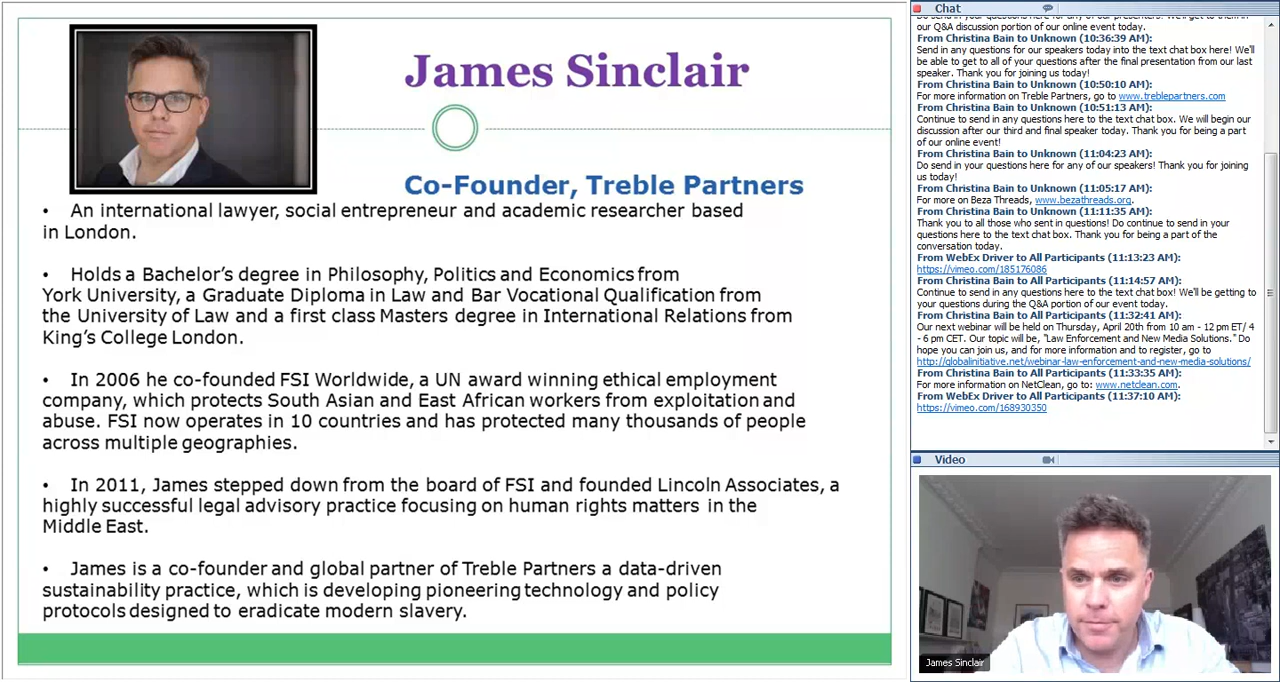 James Sinclair
Co-Founder, Treble Partners
• An international lawyer, social entrepreneur and academic researcher based
in London.
• Holds a Bachelor's degree in Philosophy, Politics and Economics from
York University, a Graduate Diploma in Law and Bar Vocational Qualification from
the University of Law and a first class Masters degree in International Relations from
King's College London.
• In 2006 he co-founded FSI Worldwide, a UN award winning ethical employment
company, which protects South Asian and East African workers from exploitation and
abuse. FSI now operates in 10 countries and has protected many thousands of people
across multiple geographies.
• In 2011, James stepped down from the board of FSI and founded Lincoln Associates, a
highly successful legal advisory practice focusing on human rights matters in the
Middle East.
• James is a co-founder and global partner of Treble Partners a data-driven
sustainability practice, which is developing pioneering technology and policy
protocols designed to eradicate modern slavery.
Chat
our Q&A discussion portion of our online event today.
From Christina Bain to Unknown (10:36:39 AM):
Send in any questions for our speakers today into the text chat box here! We'll
be able to get to all of your questions after the final presentation from our last
speaker. Thank you for joining us today!
From Christina Bain to Unknown (10:50:10 AM):
For more information on Treble Partners, go to www.treblepartners.com
From Christina Bain to Unknown (10:51:13 AM):
Continue to send in any questions here to the text chat box. We will begin our
discussion after our third and final speaker today. Thank you for being a part
of our online event!
From Christina Bain to Unknown (11:04:23 AM):
Do send in your questions here for any of our speakers! Thank you for joining
us today!
From Christina Bain to Unknown (11:05:17 AM):
For more on Beza Threads, www.bezathreads.org.
From Christina Bain to Unknown (11:11:35 AM):
Thank you to all those who sent in questions! Do continue to send in your
questions here to the text chat box. Thank you for being a part of the
conversation today.
From WebEx Driver to All Participants (11:13:23 AM):
https://vimeo.com/185176086
From Christina Bain to All Participants (11:14:57 AM):
Continue to send in any questions here to the text chat box! We'll be getting to
your questions during the Q&A portion of our event today.
From Christina Bain to All Participants (11:32:41 AM):
Our next webinar will be held on Thursday, April 20th from 10 am - 12 pm ET/ 4
- 6 pm CET. Our topic will be, "Law Enforcement and New Media Solutions." Do
hope you can join us, and for more information and to register, go to
http://globalinitiative.net/webinar-law-enforcement-and-new-media-solutions/
From Christina Bain to All Participants (11:33:35 AM):
For more information on NetClean, go to: www.netclean.com.
From WebEx Driver to All Participants (11:37:10 AM):
https://vimeo.com/168930350
Video
James Sinclair